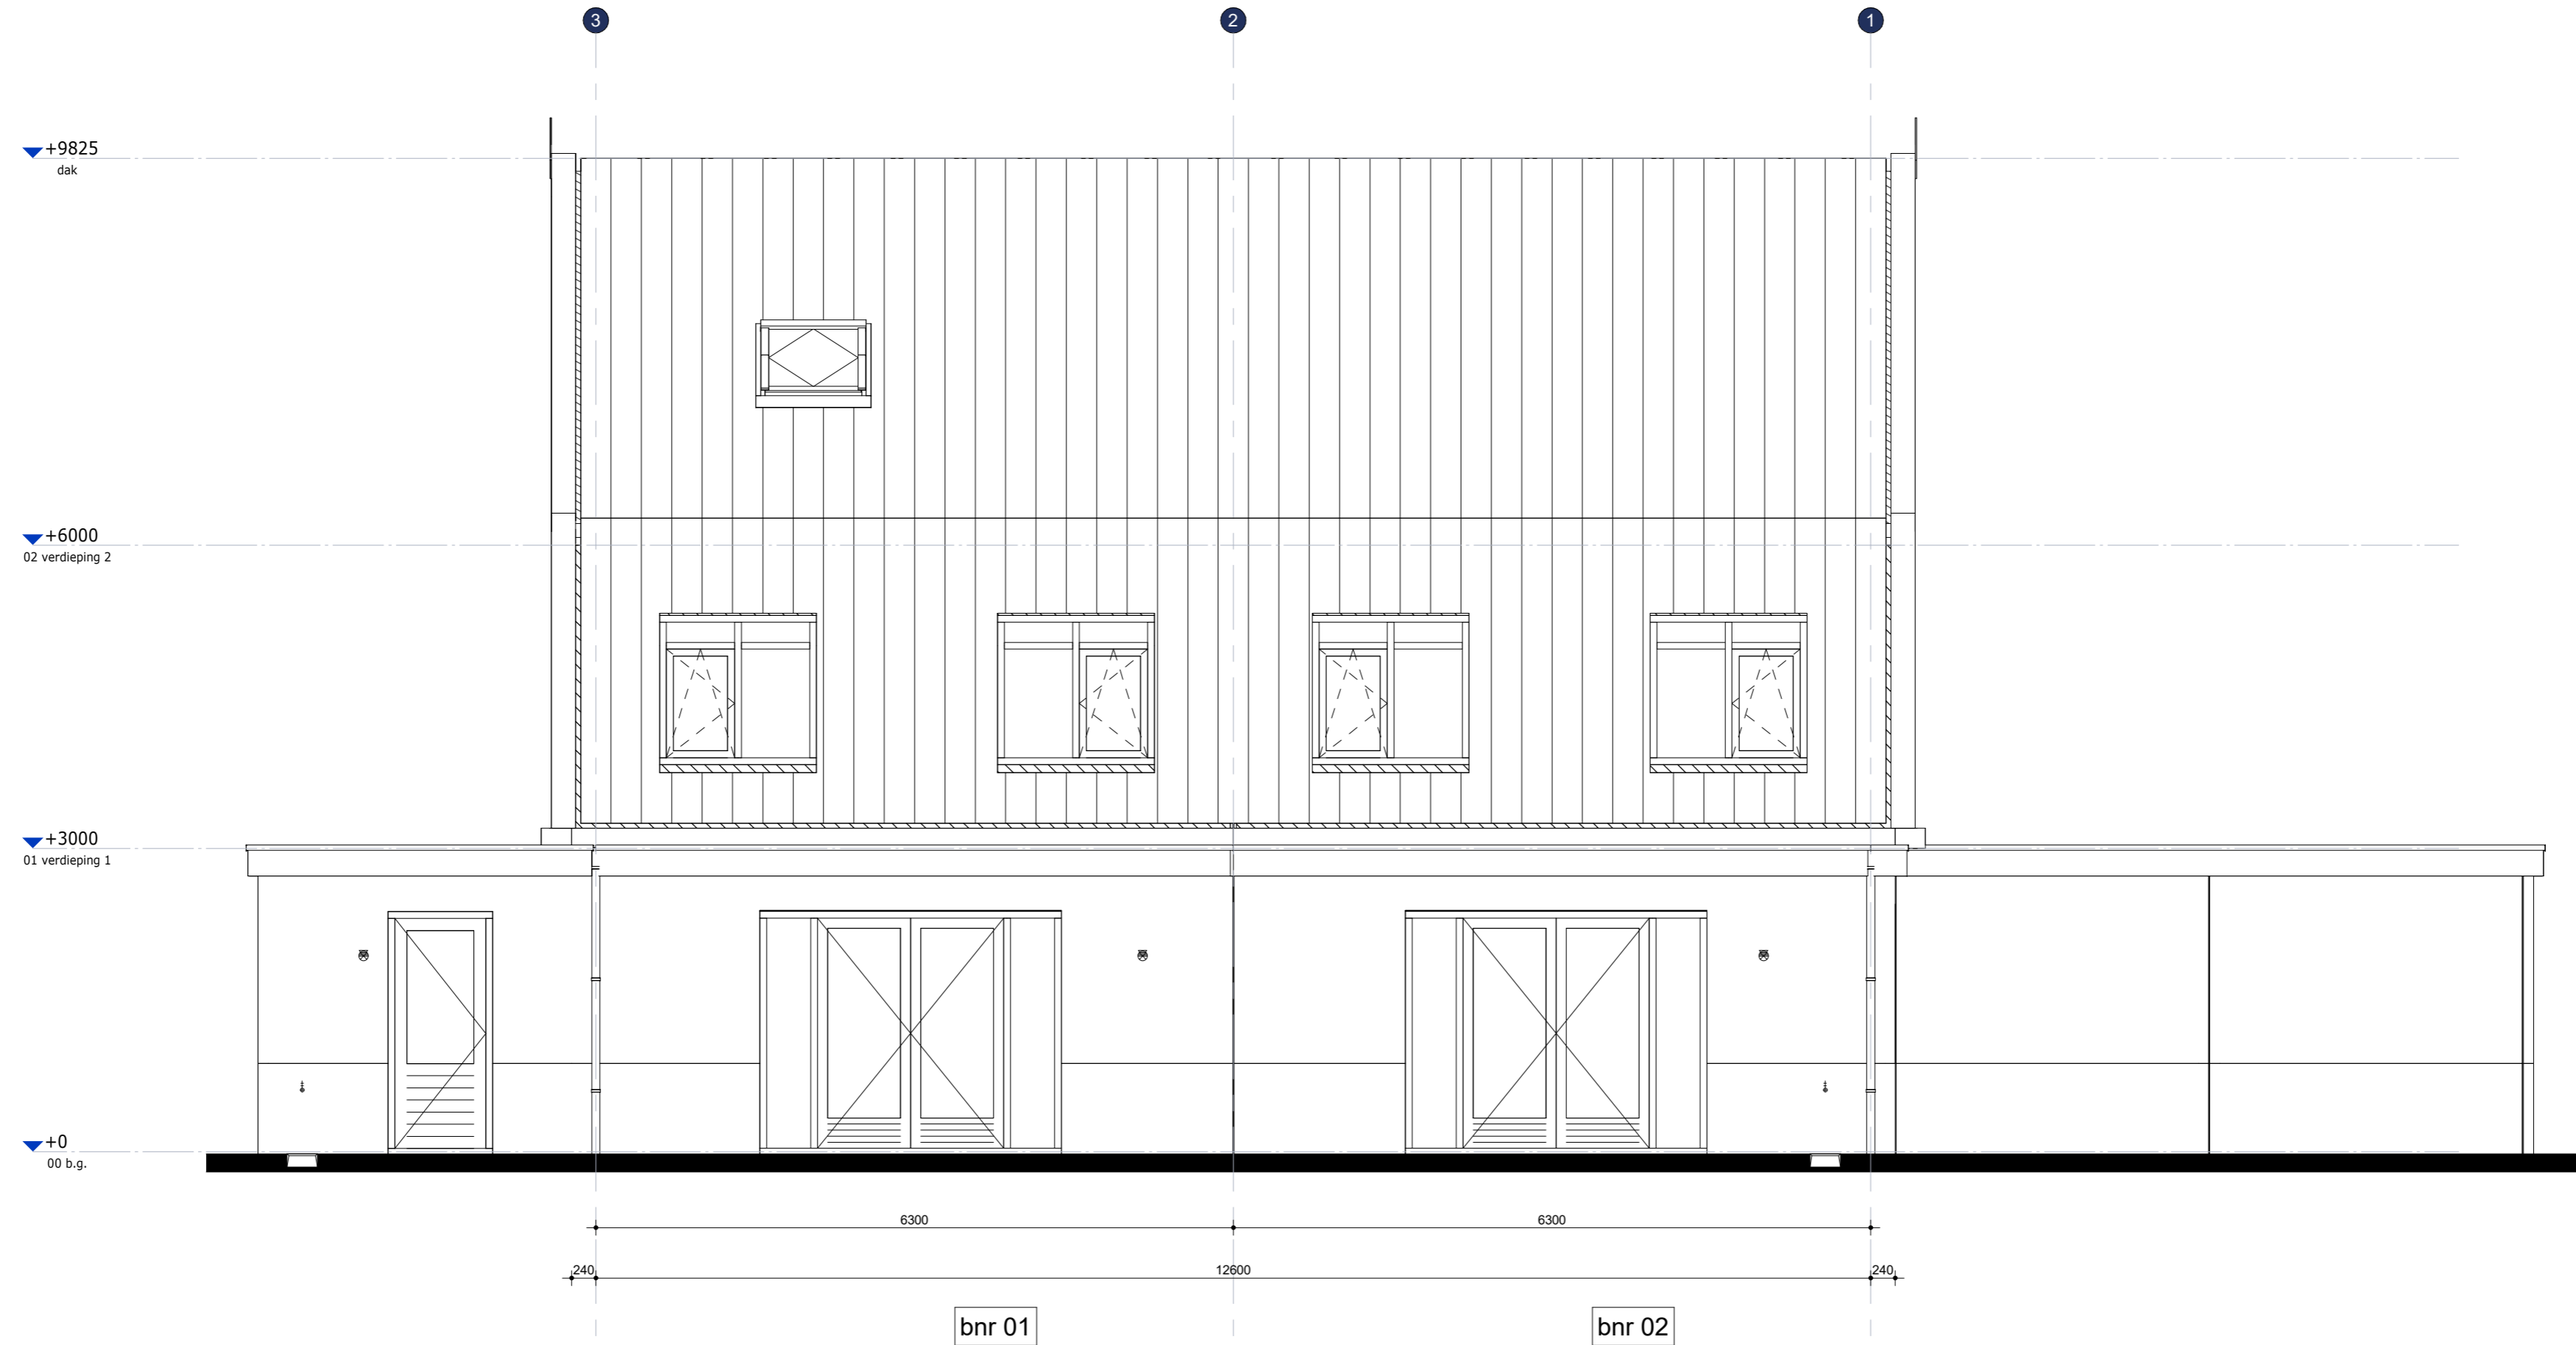 3
2
1
+9825
dak
+6000
02 verdieping 2
+3000
01 verdieping 1
+0
00 b.g.
6300
6300
240
12600
240
bnr 01
bnr 02